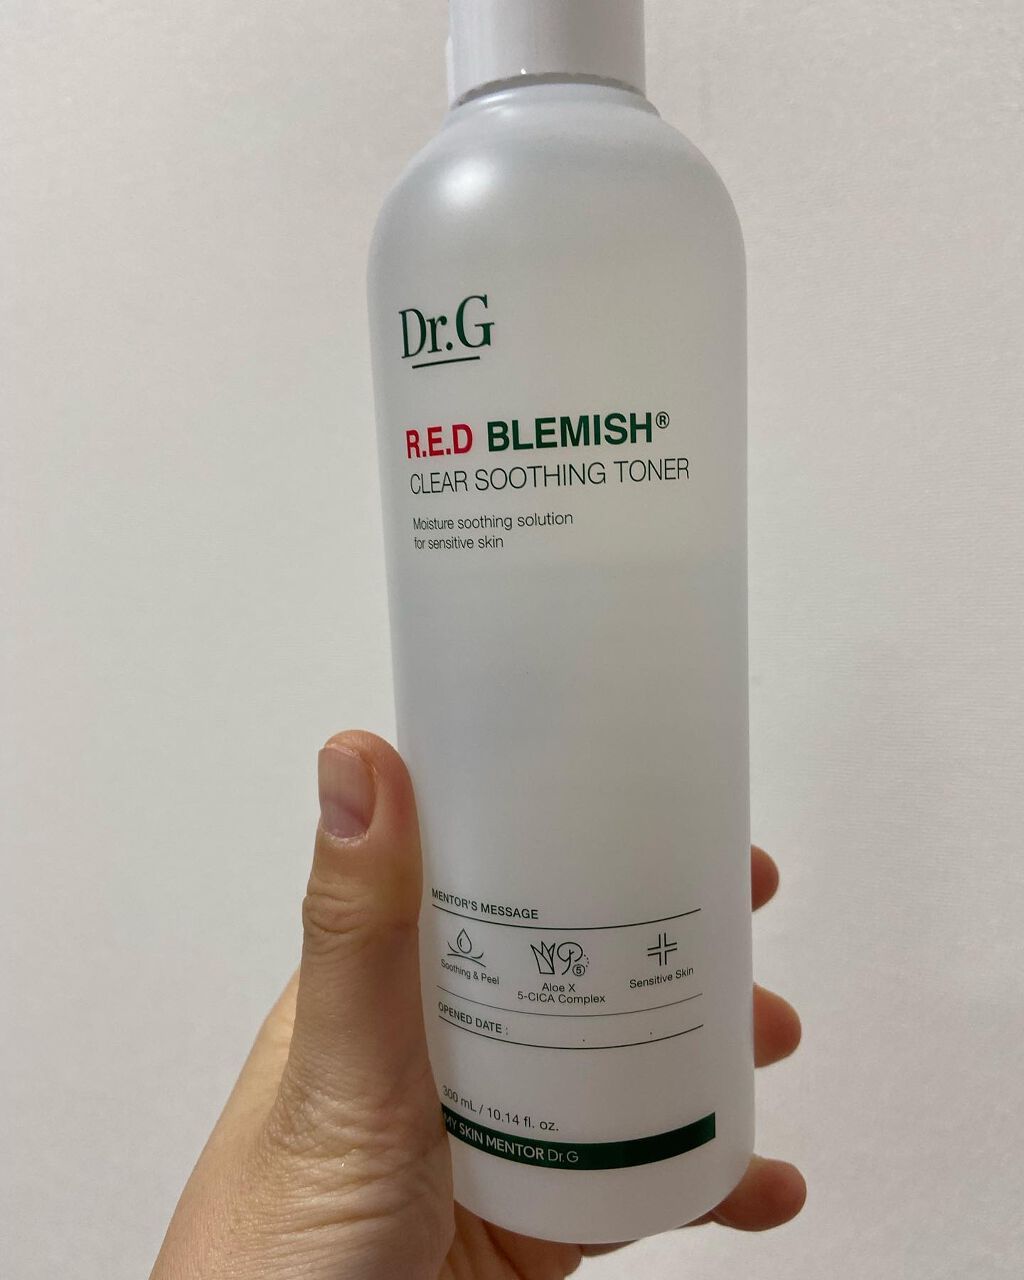 Dr.G
R.E.D BLEMISH®
CLEAR SOOTHING TONER
Moisture soothing solution
for sensitive skin
MENTOR'S MESSAGE
Soothing & Peel
5
Aloe X
5-CICA Complex
Sensitive Skin
OPENED DATE : . .
300 mL / 10.14 fl. oz.
MY SKIN MENTOR Dr.G